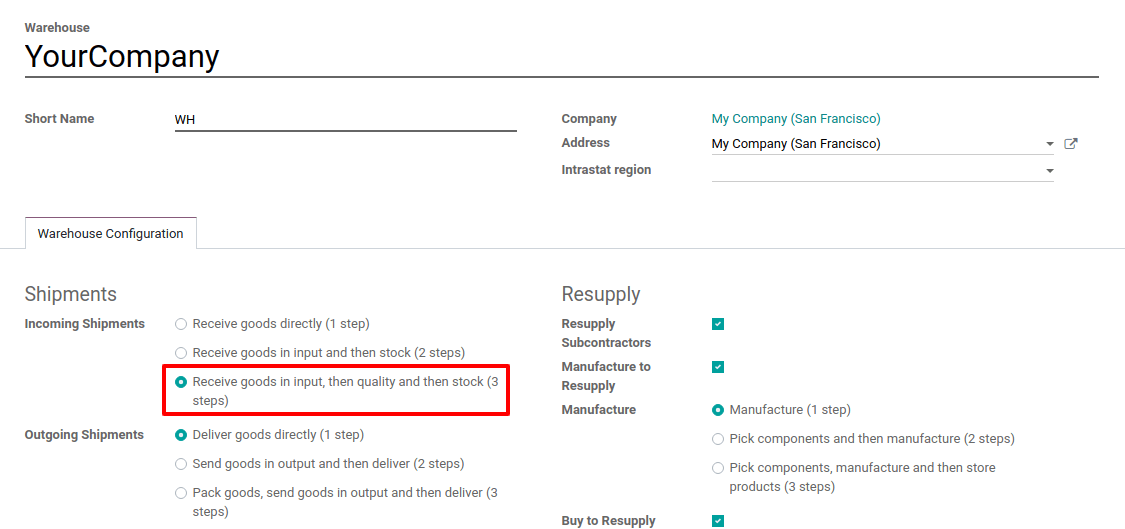 Warehouse
YourCompany
Short Name
WH
Company
My Company (San Francisco)
Address
My Company (San Francisco)
Intrastat region
Warehouse Configuration
Shipments
Incoming Shipments
Receive goods directly (1 step)
Receive goods in input and then stock (2 steps)
Receive goods in input, then quality and then stock (3
steps)
Outgoing Shipments
Deliver goods directly (1 step)
Send goods in output and then deliver (2 steps)
Pack goods, send goods in output and then deliver (3
steps)
Resupply
Resupply
Subcontractors
Manufacture to
Resupply
Manufacture
Manufacture (1 step)
Pick components and then manufacture (2 steps)
Pick components, manufacture and then store
products (3 steps)
Buy to Resupply